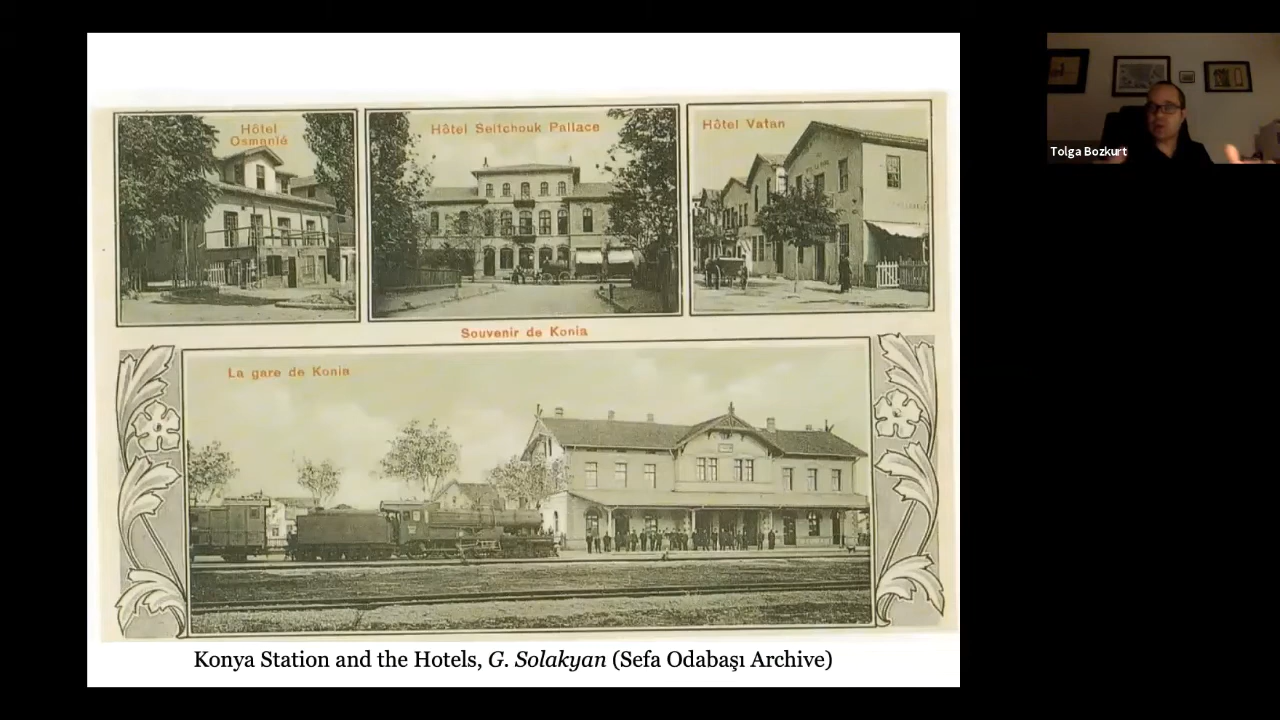 Hôtel
Osmanié
Hôtel Seltchouk Pallace
Hôtel Vatan
Souvenir de Konia
La gare de Konia
Konya Station and the Hotels, G. Solakyan (Sefa Odabaşı Archive)
Tolga Bozkurt